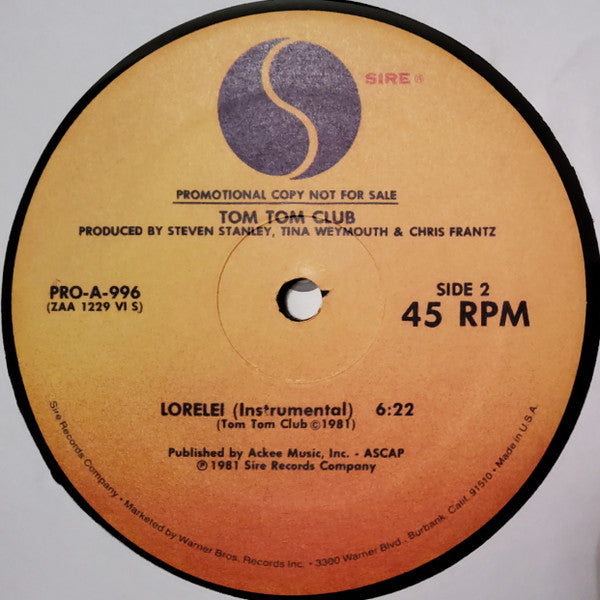 SIRE ®
PROMOTIONAL COPY NOT FOR SALE
TOM TOM CLUB
PRODUCED BY STEVEN STANLEY, TINA WEYMOUTH & CHRIS FRANTZ
PRO-A-996
(ZAA 1229 VI S)
SIDE 2
45 RPM
LORELEI (Instrumental) 6:22
(Tom Tom Club © 1981)
Published by Ackee Music, Inc. - ASCAP
℗ 1981 Sire Records Company
Sire Records Company • Marketed by Warner Bros. Records Inc. • 3300 Warner Blvd., Burbank, Calif. 91510 • Made in U.S.A.